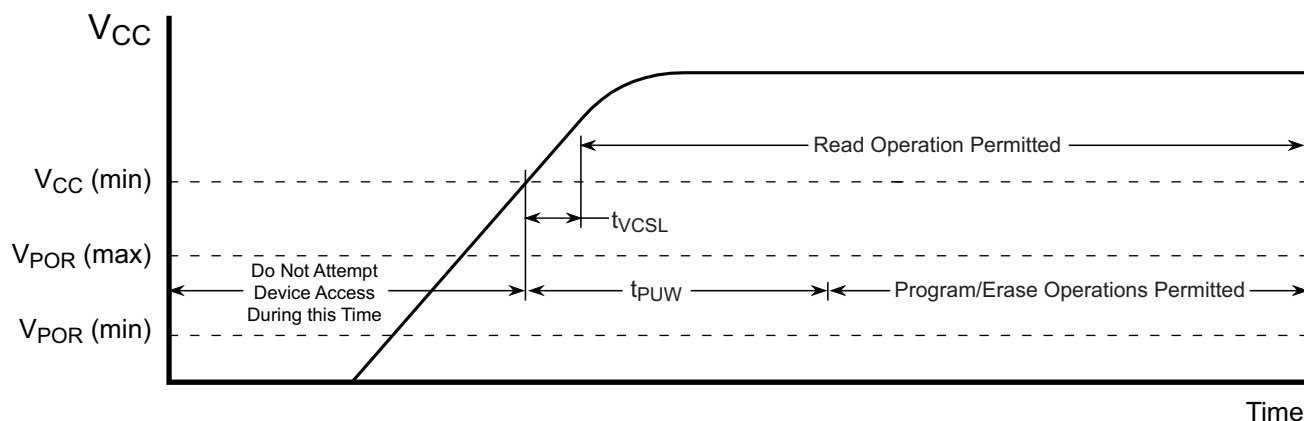 VCC
Read Operation Permitted
VCC (min)
tVCSL
VPOR (max)
Do Not Attempt
Device Access
During this Time
tPUW
Program/Erase Operations Permitted
VPOR (min)
Time